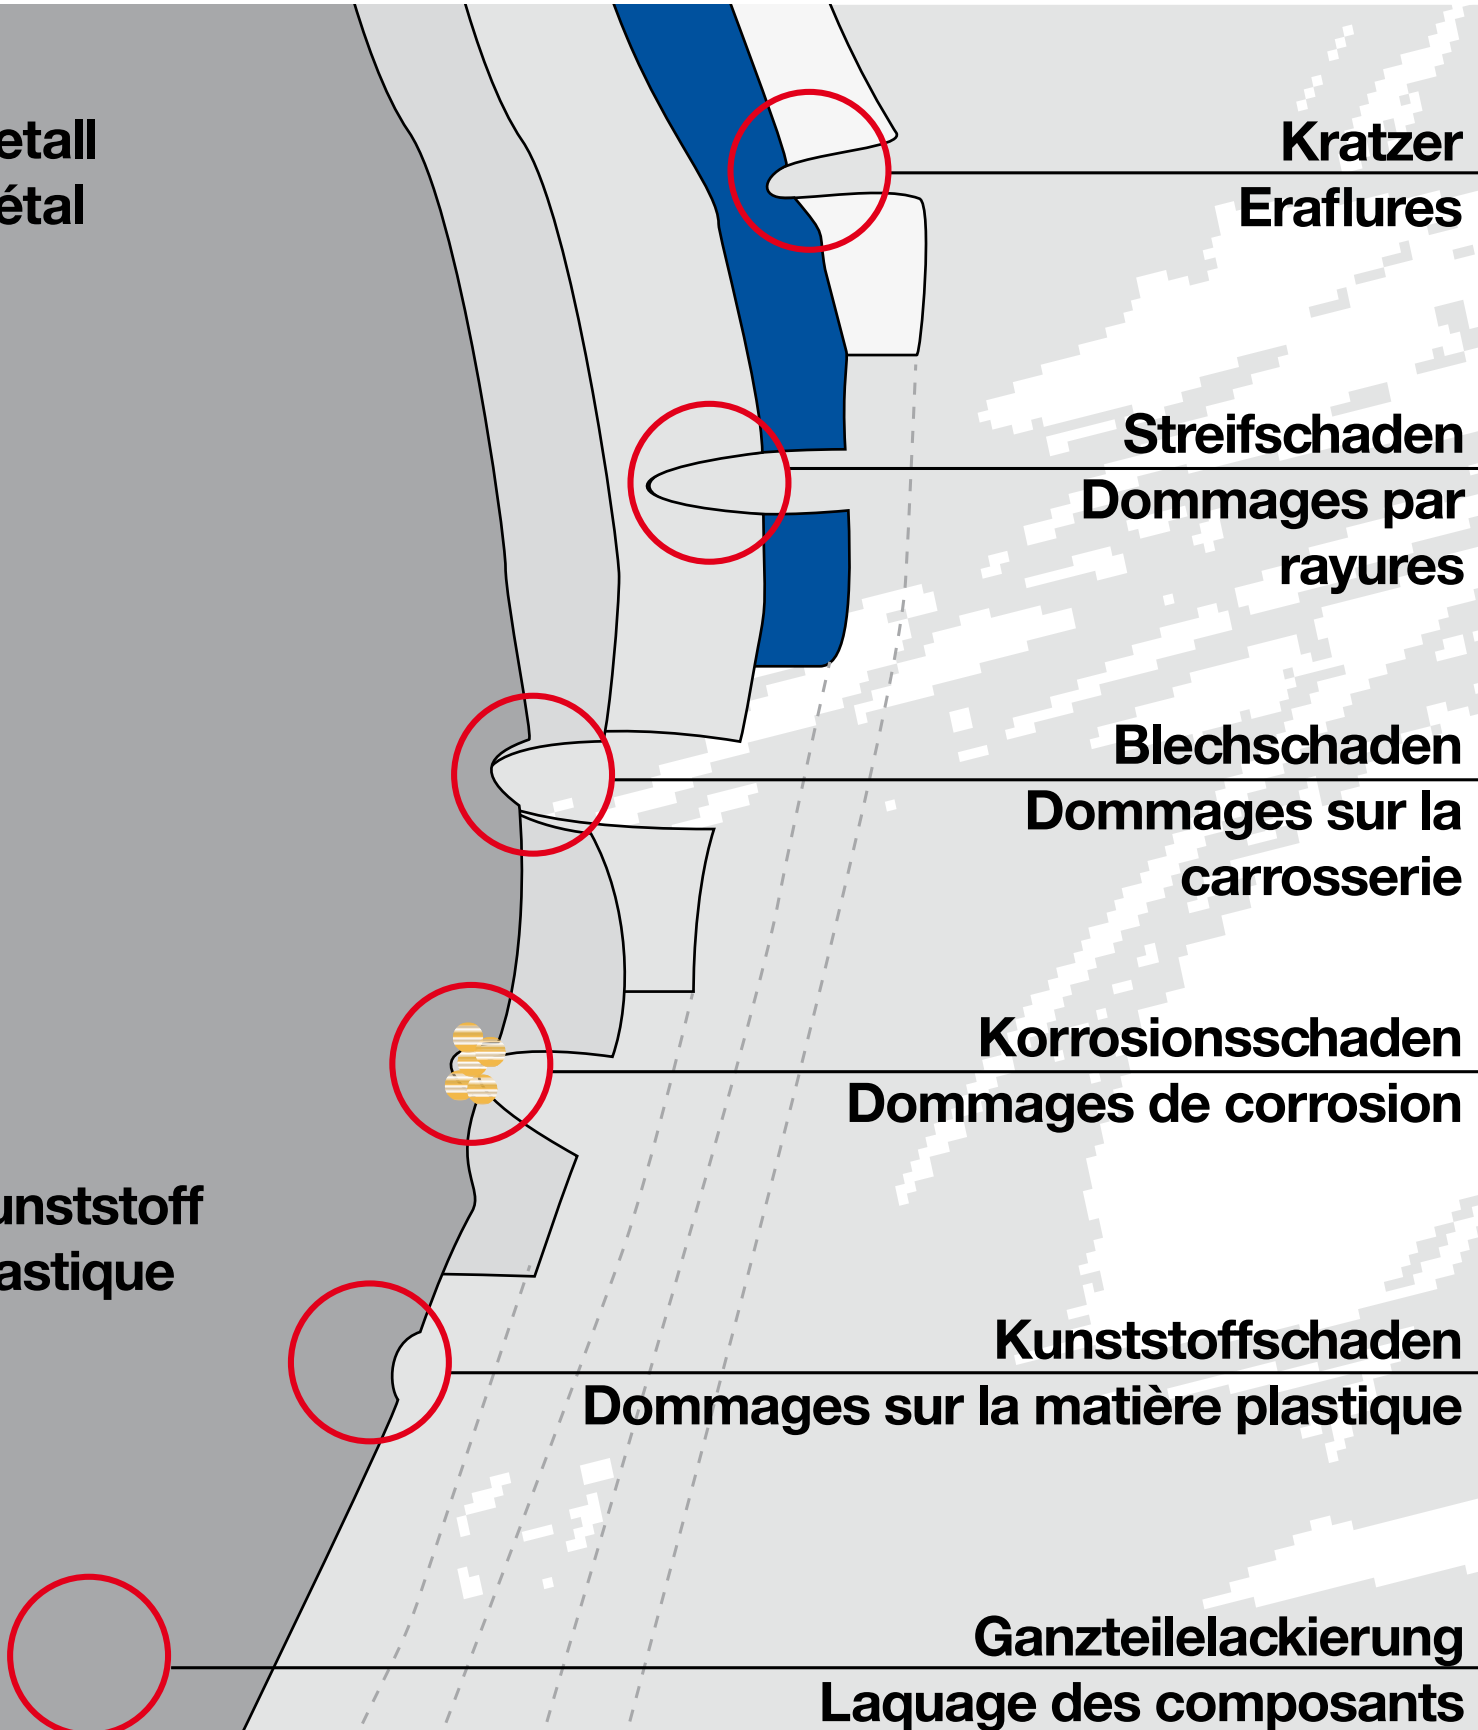 etall
étal
Kratzer
Eraflures
Streifschaden
Dommages par
rayures
Blechschaden
Dommages sur la
carrosserie
Korrosionsschaden
Dommages de corrosion
unststoff
astique
Kunststoffschaden
Dommages sur la matière plastique
Ganzteilelackierung
Laquage des composants